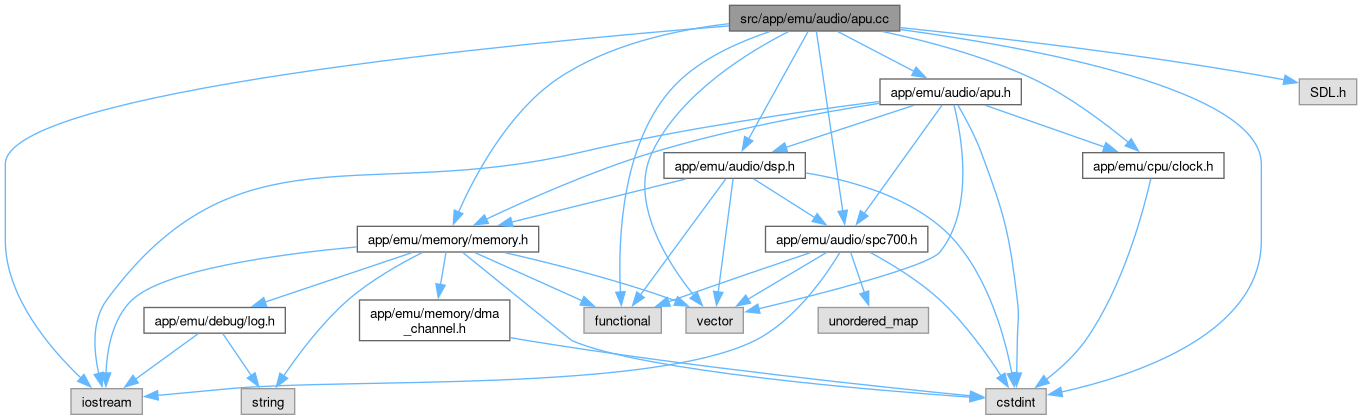 src/app/emu/audio/apu.cc
app/emu/audio/apu.h
SDL.h
app/emu/audio/dsp.h
app/emu/cpu/clock.h
app/emu/memory/memory.h
app/emu/audio/spc700.h
app/emu/debug/log.h
app/emu/memory/dma
_channel.h
functional
vector
unordered_map
iostream
string
cstdint